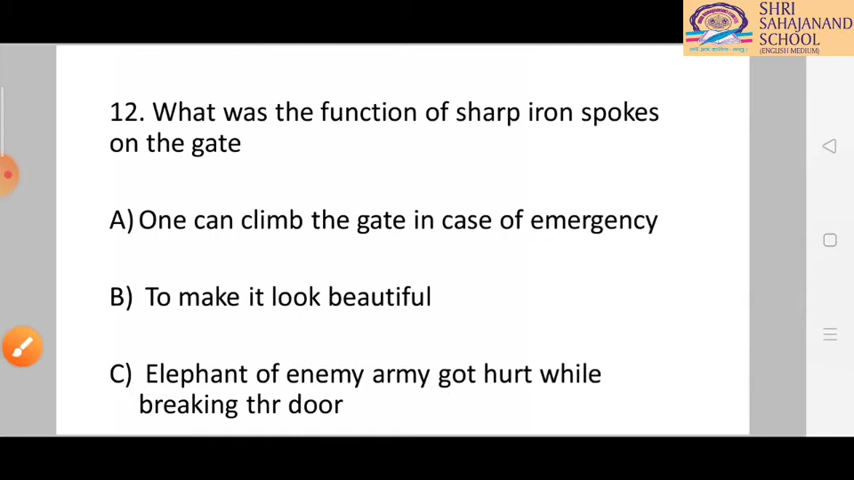 SHRI
SAHAJANAND
SCHOOL
(ENGLISH MEDIUM)
12. What was the function of sharp iron spokes
on the gate
A) One can climb the gate in case of emergency
B) To make it look beautiful
C) Elephant of enemy army got hurt while
breaking thr door